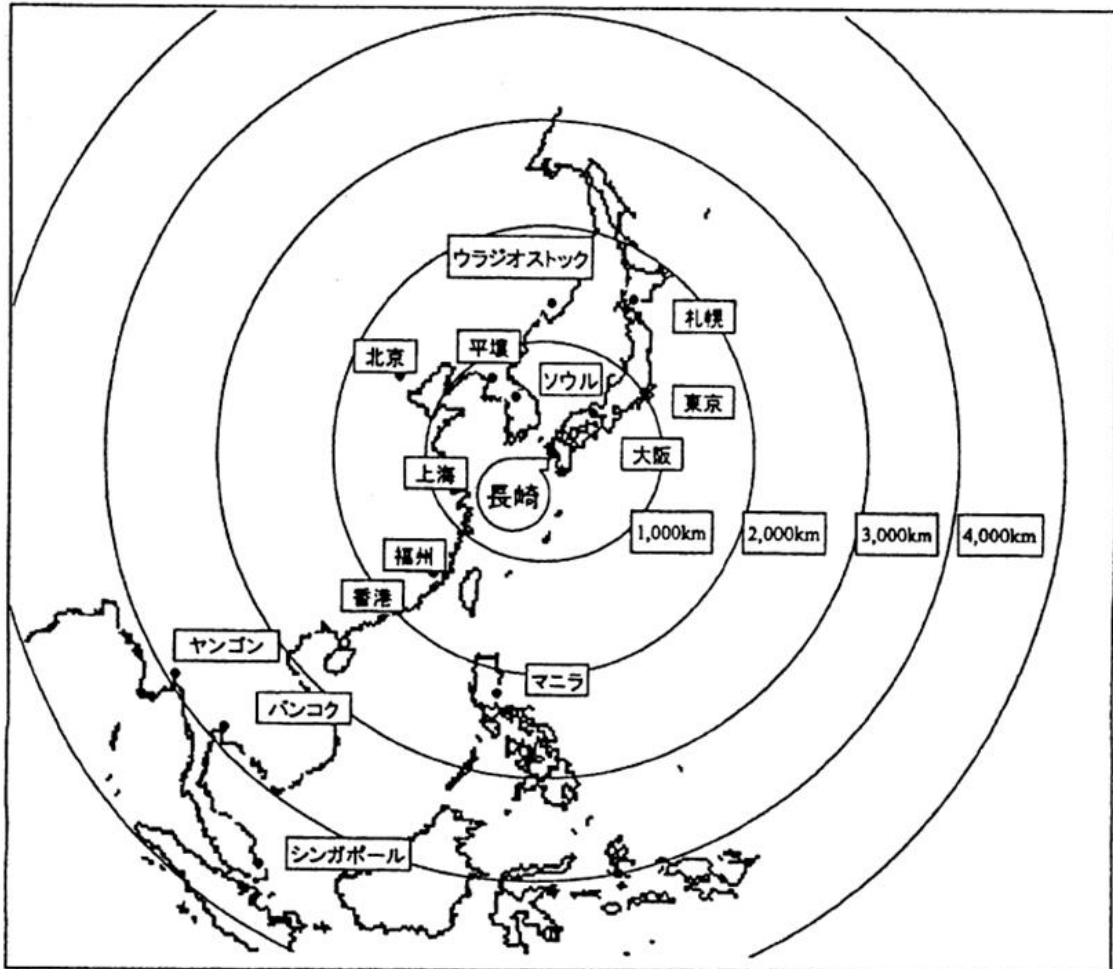 ウラジオストック
札幌
平壌
北京
ソウル
東京
大阪
上海
長崎
1,000km
2,000km
3,000km
4,000km
福州
香港
ヤンゴン
マニラ
バンコク
シンガポール